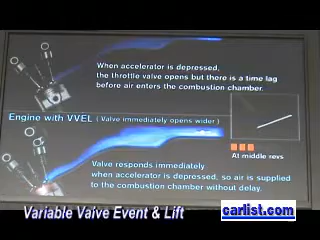 When accelerator is depressed,
the throttle valve opens but there is a time lag
before air enters the combustion chamber.
Engine with VVEL ( Valve immediately opens wider )
At middle revs
Valve responds immediately
when accelerator is depressed, so air is supplied
to the combustion chamber without delay.
Variable Valve Event & Lift
carlist.com